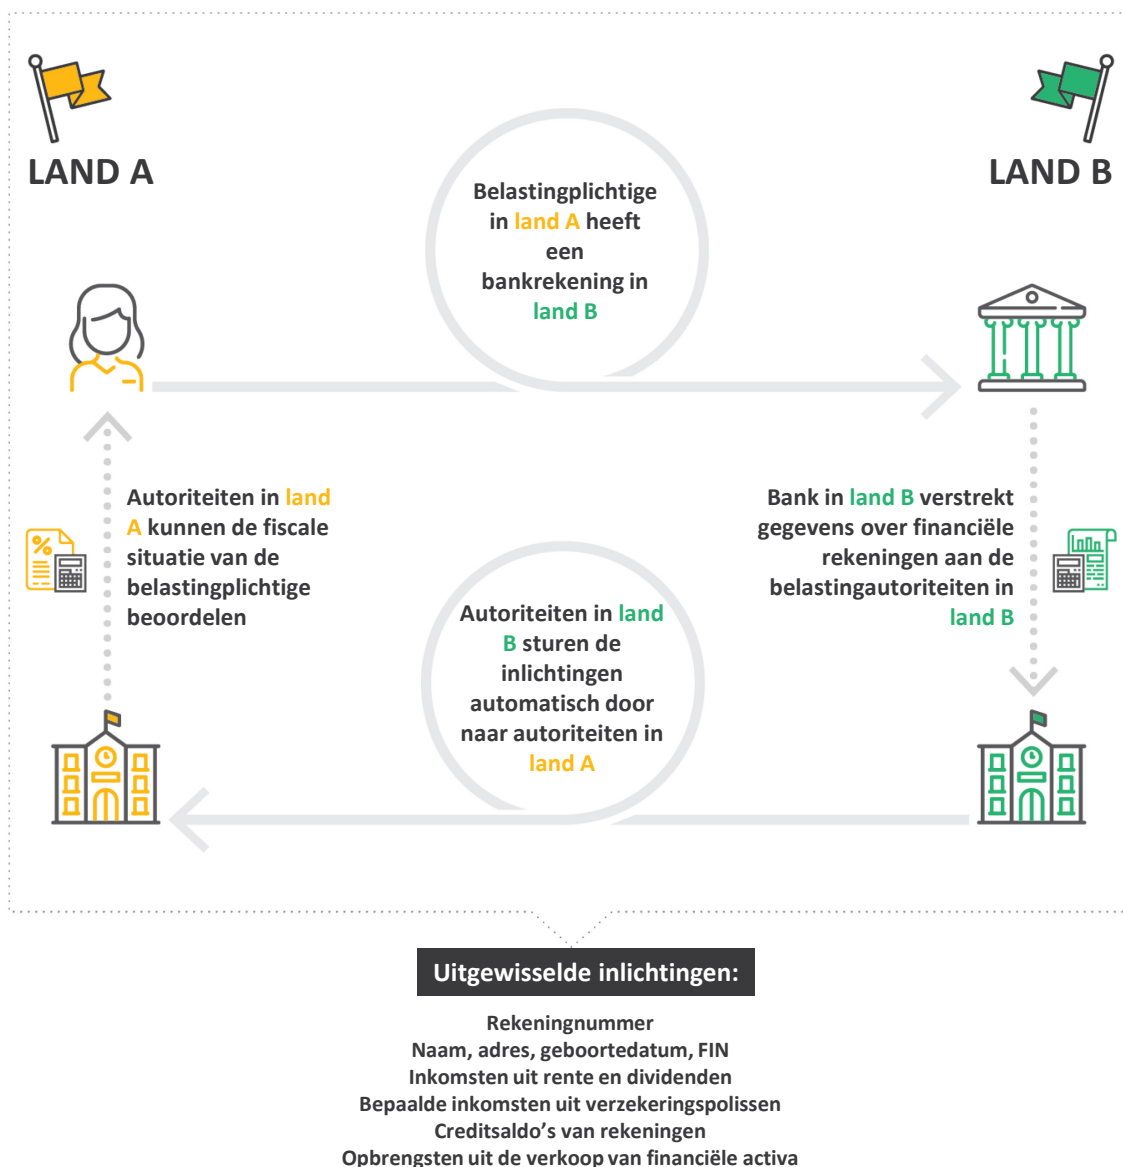 LAND A
LAND B
Belastingplichtige
in land A heeft
een
bankrekening in
land B
Autoriteiten in land
A kunnen de fiscale
situatie van de
belastingplichtige
beoordelen
Bank in land B verstrekt
gegevens over financiële
rekeningen aan de
belastingautoriteiten in
land B
Autoriteiten in land
B sturen de
inlichtingen
automatisch door
naar autoriteiten in
land A
Uitgewisselde inlichtingen:
Rekeningnummer
Naam, adres, geboortedatum, FIN
Inkomsten uit rente en dividenden
Bepaalde inkomsten uit verzekeringspolissen
Creditsaldo’s van rekeningen
Opbrengsten uit de verkoop van financiële activa